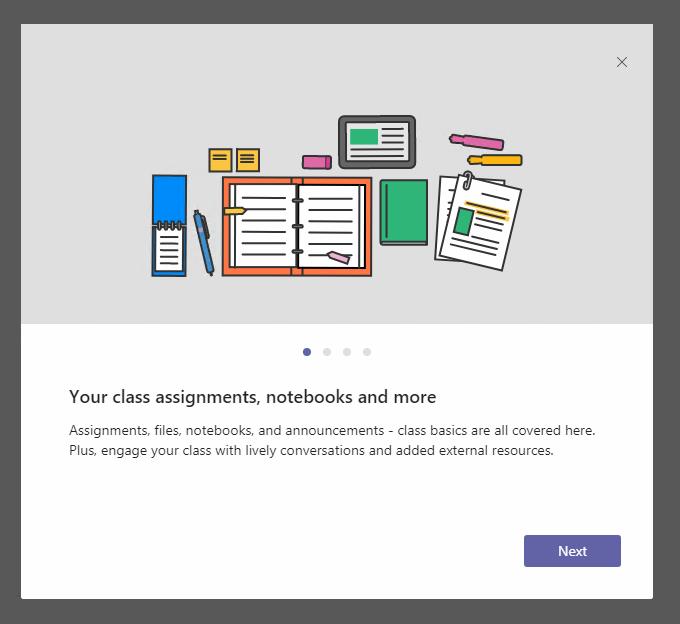 Your class assignments, notebooks and more
Assignments, files, notebooks, and announcements - class basics are all covered here.
Plus, engage your class with lively conversations and added external resources.
Next